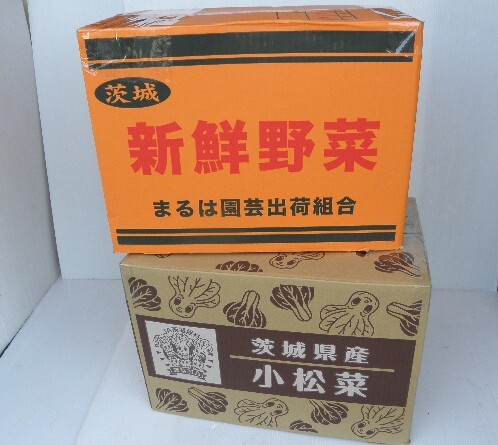 茨城
新鮮野菜
まるは園芸出荷組合
茨城県産
小松菜